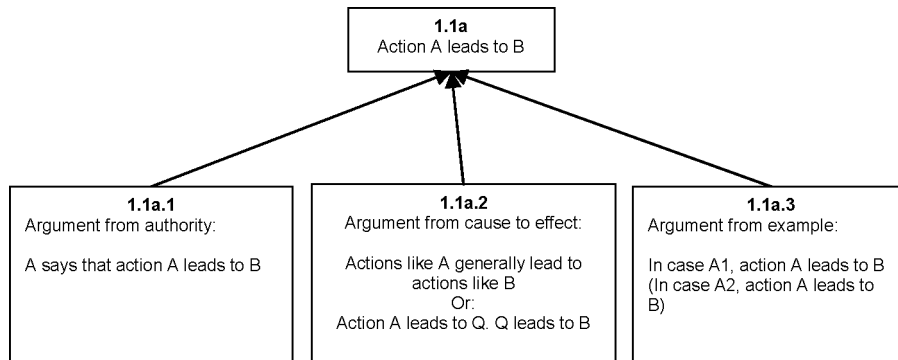 1.1a
Action A leads to B
1.1a.1
Argument from authority:
A says that action A leads to B
1.1a.2
Argument from cause to effect:
Actions like A generally lead to
actions like B
Or:
Action A leads to Q. Q leads to B
1.1a.3
Argument from example:
In case A1, action A leads to B
(In case A2, action A leads to
B)